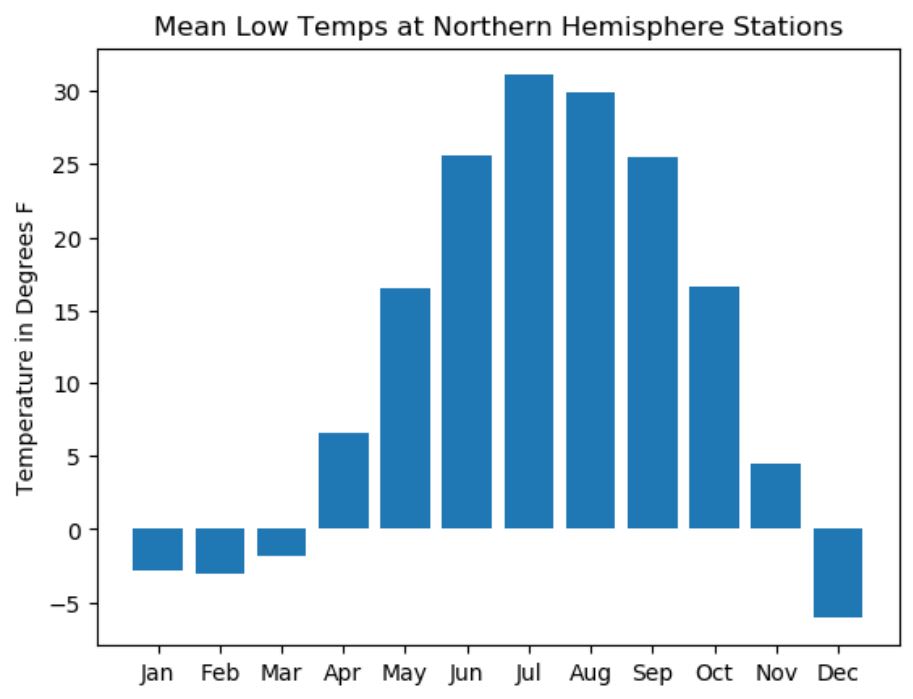 Mean Low Temps at Northern Hemisphere Stations
Temperature in Degrees F
30
25
20
15
10
5
0
−5
Jan Feb Mar Apr May Jun Jul Aug Sep Oct Nov Dec